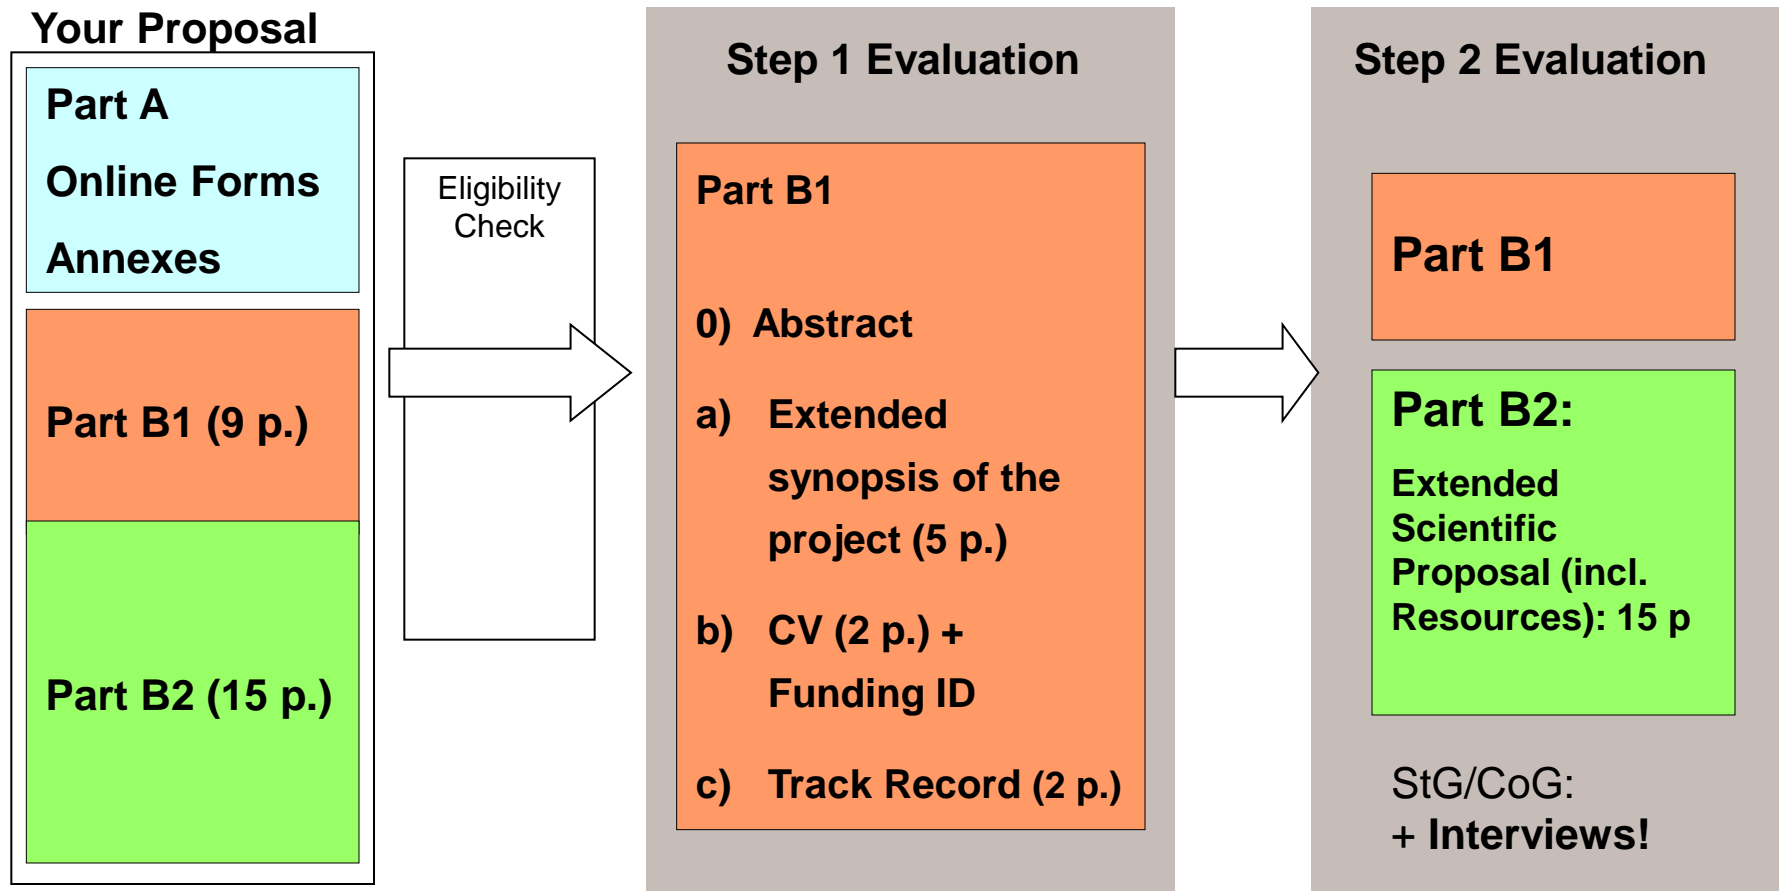 Your Proposal
Part A
Online Forms
Annexes
Part B1 (9 p.)
Part B2 (15 p.)
Eligibility
Check
Step 1 Evaluation
Part B1
0) Abstract
a) Extended
synopsis of the
project (5 p.)
b) CV (2 p.) +
Funding ID
c) Track Record (2 p.)
Step 2 Evaluation
Part B1
Part B2:
Extended
Scientific
Proposal (incl.
Resources): 15 p
StG/CoG:
+ Interviews!